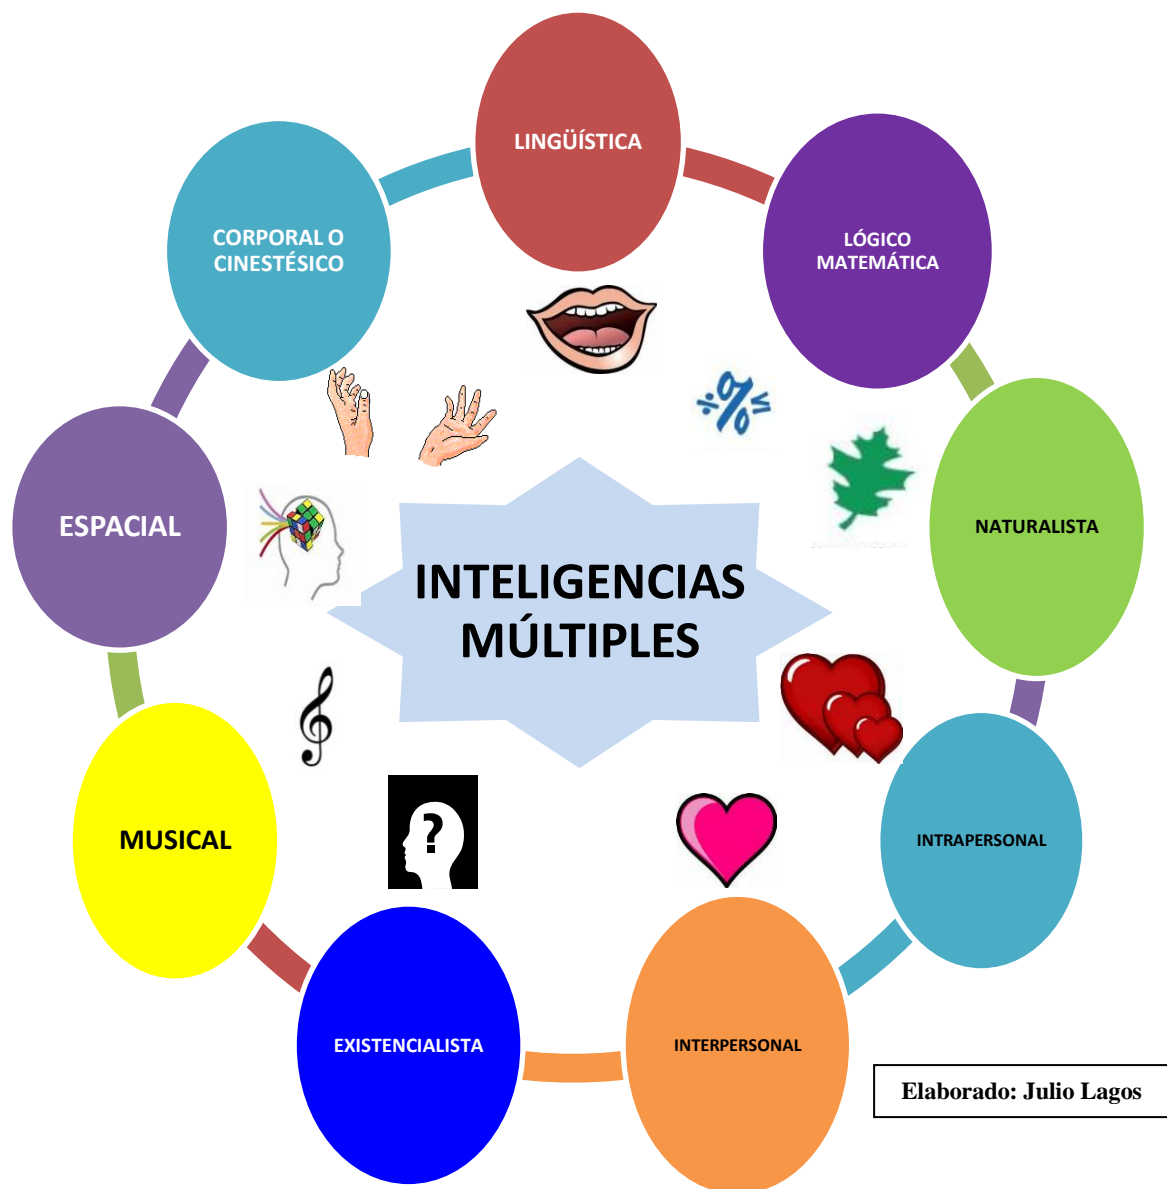 LINGÜÍSTICA
LÓGICO
MATEMÁTICA
NATURALISTA
INTRAPERSONAL
INTERPERSONAL
EXISTENCIALISTA
MUSICAL
ESPACIAL
CORPORAL O
CINESTÉSICO
÷%≤
?
INTELIGENCIAS
MÚLTIPLES
Elaborado: Julio Lagos